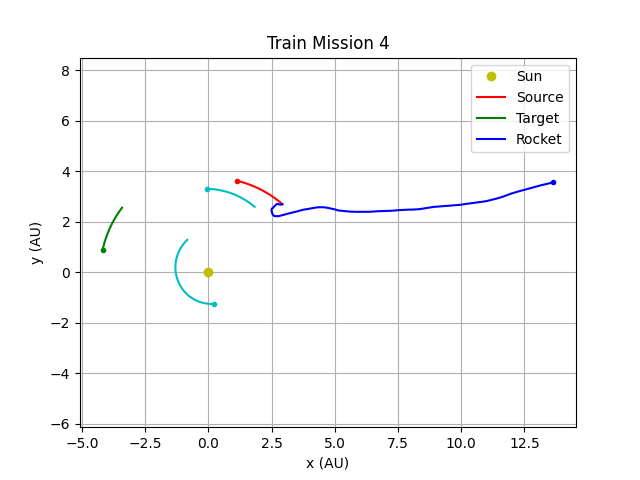 Train Mission 4
Sun
Source
Target
Rocket
y (AU)
8
6
4
2
0
−2
−4
−6
−5.0 −2.5 0.0 2.5 5.0 7.5 10.0 12.5
x (AU)